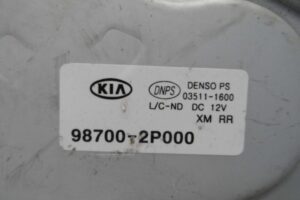 KIA
DNPS
DENSO PS
03511-1600
L/C-ND DC 12V
XM RR
98700-2P000